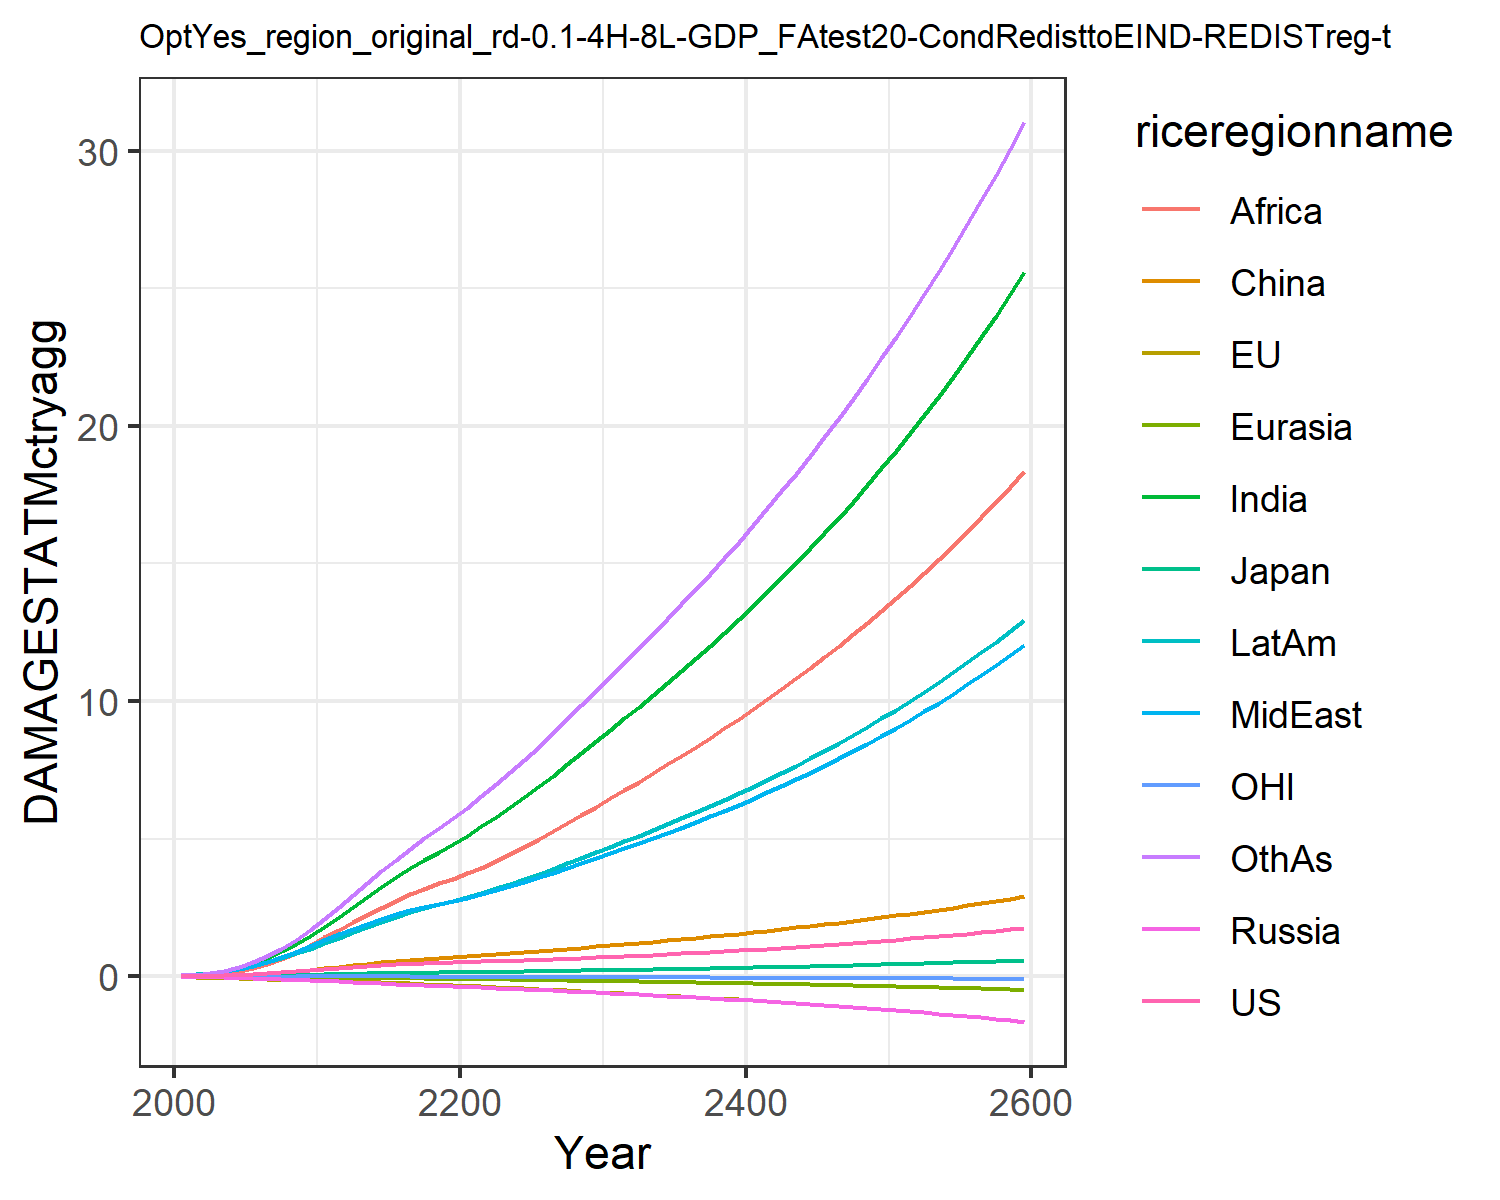 OptYes_region_original_rd-0.1-4H-8L-GDP_FAtest20-CondRedisttoEIND-REDISTreg-t
DAMAGESTATMctryagg
30
20
10
0
2000
2200
2400
2600
Year
riceregionname
Africa
China
EU
Eurasia
India
Japan
LatAm
MidEast
OHI
OthAs
Russia
US